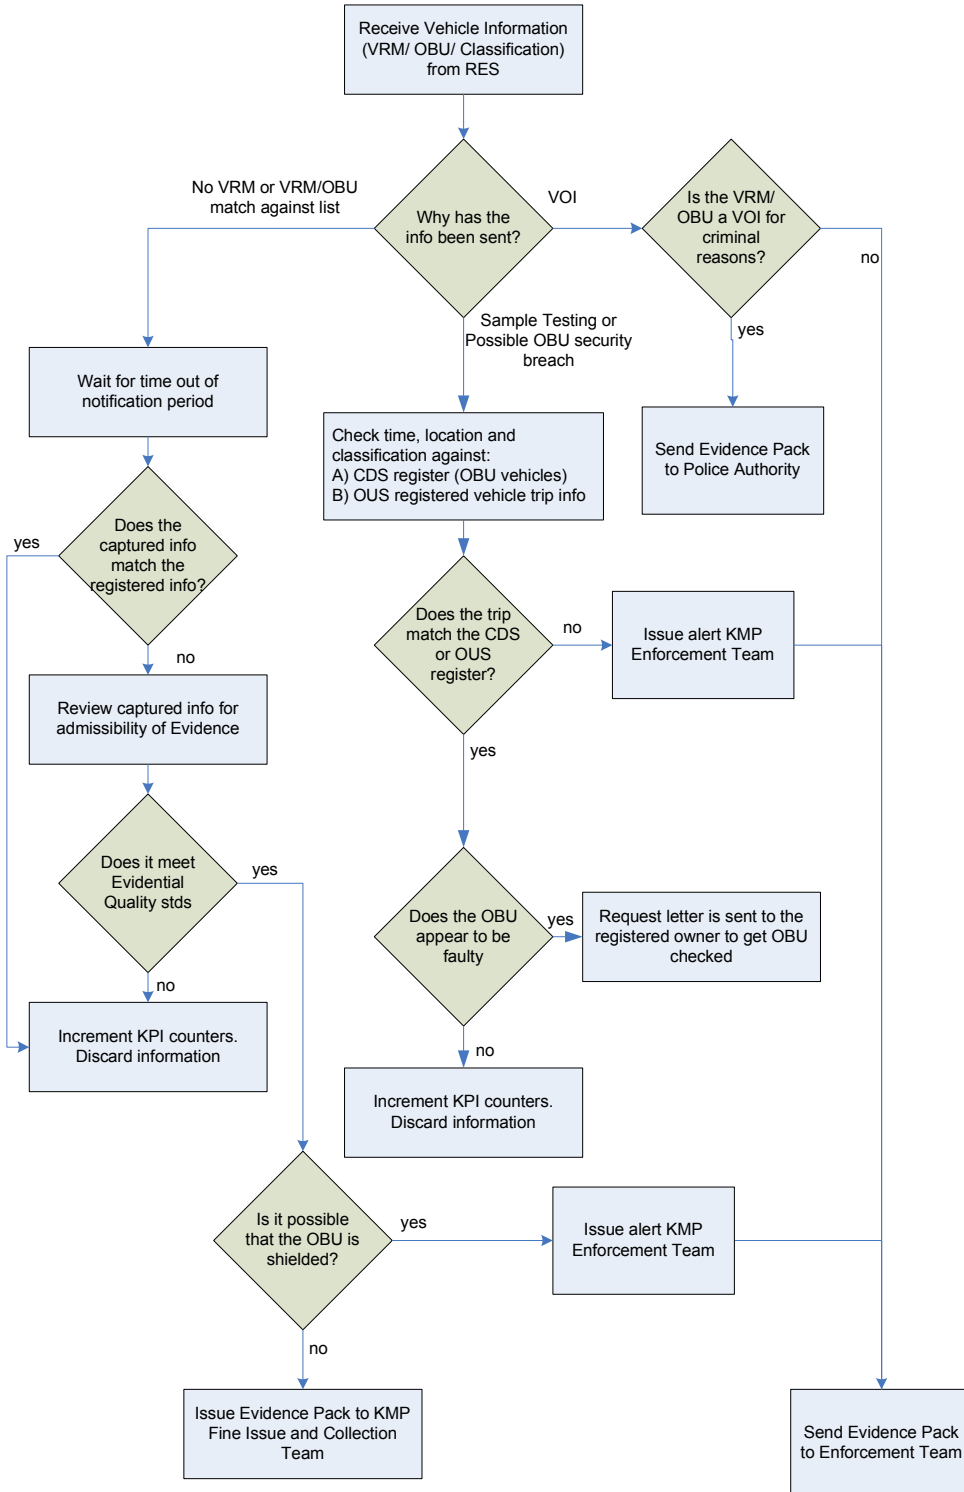 Receive Vehicle Information
(VRM/ OBU/ Classification)
from RES
No VRM or VRM/OBU
match against list
Why has the
info been sent?
VOI
Is the VRM/
OBU a VOI for
criminal
reasons?
no
yes
Sample Testing or
Possible OBU security
breach
Wait for time out of
notification period
Check time, location and
classification against:
A) CDS register (OBU vehicles)
B) OUS registered vehicle trip info
Send Evidence Pack
to Police Authority
yes
Does the
captured info
match the
registered info?
no
Does the trip
match the CDS
or OUS
register?
no
Issue alert KMP
Enforcement Team
Review captured info for
admissibility of Evidence
yes
Does it meet
Evidential
Quality stds
yes
no
Does the OBU
appear to be
faulty
yes
Request letter is sent to the
registered owner to get OBU
checked
no
Increment KPI counters.
Discard information
Increment KPI counters.
Discard information
Is it possible
that the OBU is
shielded?
yes
Issue alert KMP
Enforcement Team
no
Issue Evidence Pack to KMP
Fine Issue and Collection
Team
Send Evidence Pack
to Enforcement Team